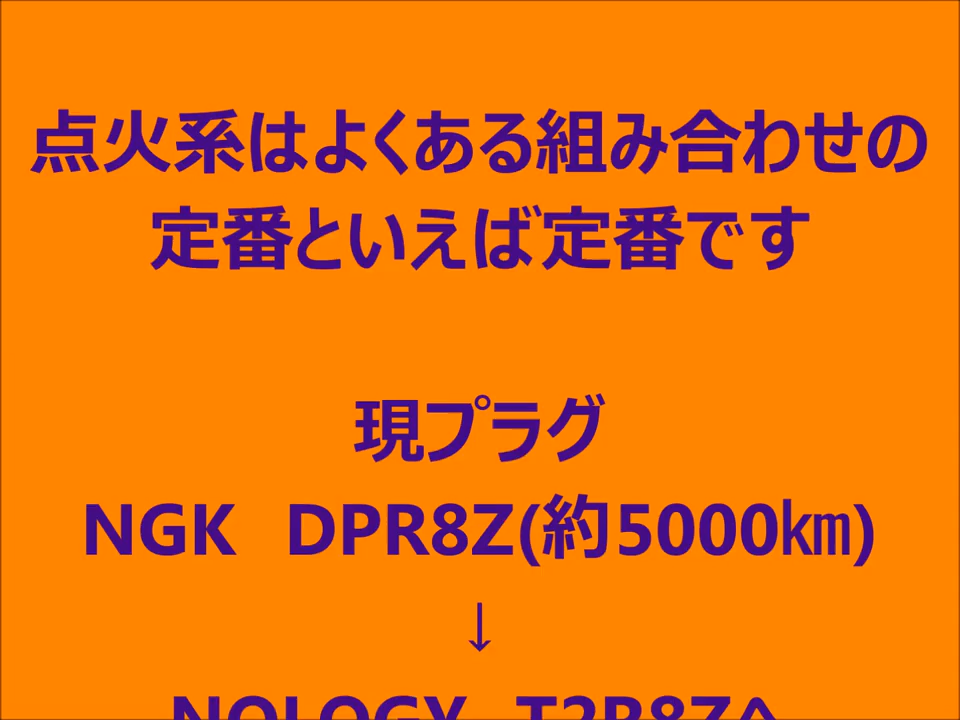 点火系はよくある組み合わせの
定番といえば定番です
現プラグ
NGK DPR8Z(約5000㎞)
↓
NOLOGY